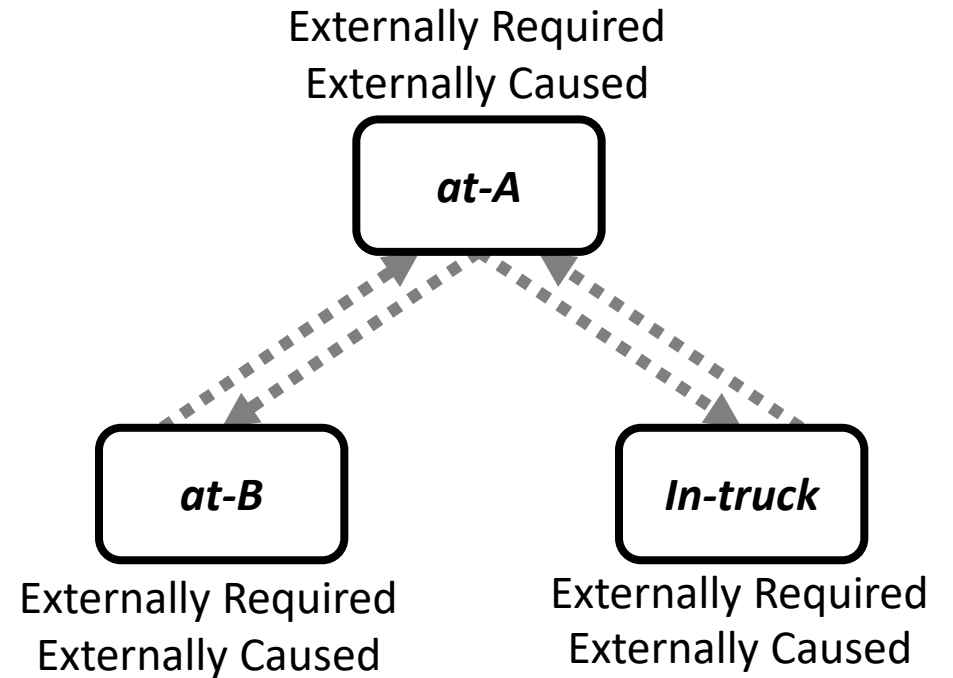 Externally Required
Externally Caused
at-A
at-B
In-truck
Externally Required
Externally Caused
Externally Required
Externally Caused